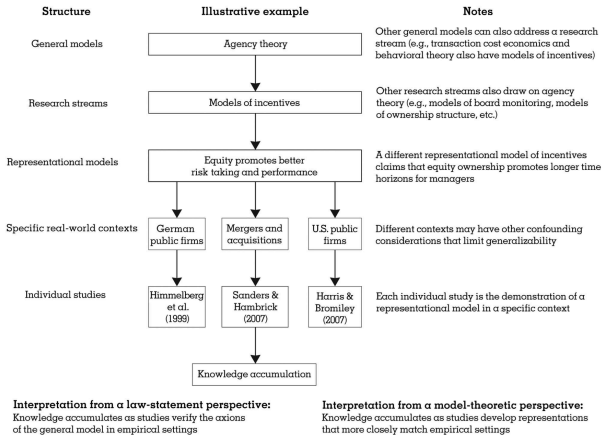 Structure
Illustrative example
Notes
General models
Agency theory
Other general models can also address a research
stream (e.g., transaction cost economics and
behavioral theory also have models of incentives)
Research streams
Models of incentives
Other research streams also draw on agency
theory (e.g., models of board monitoring, models
of ownership structure, etc.)
Representational models
Equity promotes better
risk taking and performance
A different representational model of incentives
claims that equity ownership promotes longer time
horizons for managers
Specific real-world contexts
German
public firms
Mergers and
acquisitions
U.S. public
firms
Different contexts may have other confounding
considerations that limit generalizability
Individual studies
Himmelberg
et al.
(1999)
Sanders &
Hambrick
(2007)
Harris &
Bromiley
(2007)
Each individual study is the demonstration of a
representational model in a specific context
Knowledge accumulation
Interpretation from a law-statement perspective:
Knowledge accumulates as studies verify the axions
of the general model in empirical settings
Interpretation from a model-theoretic perspective:
Knowledge accumulates as studies develop representations
that more closely match empirical settings